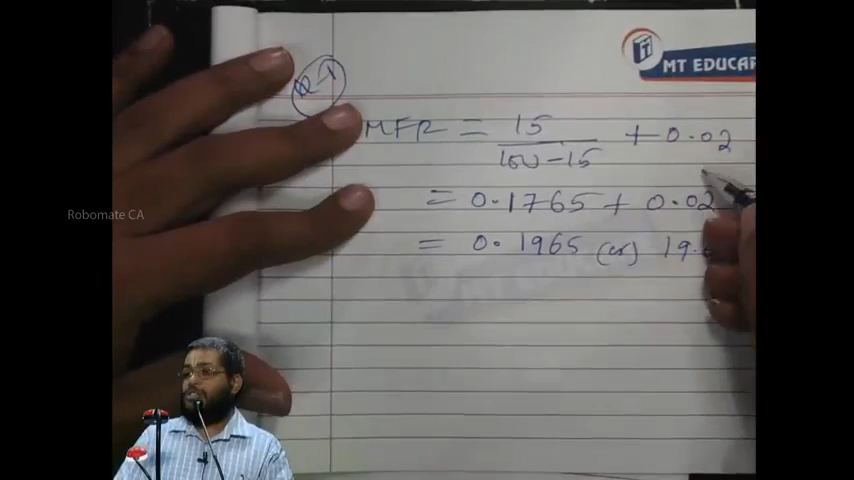 MT EDUCAR
Q-1
MFR = 15 / 100-15 + 0.02
= 0.1765 + 0.02
= 0.1965 (or) 19.
Robomate CA